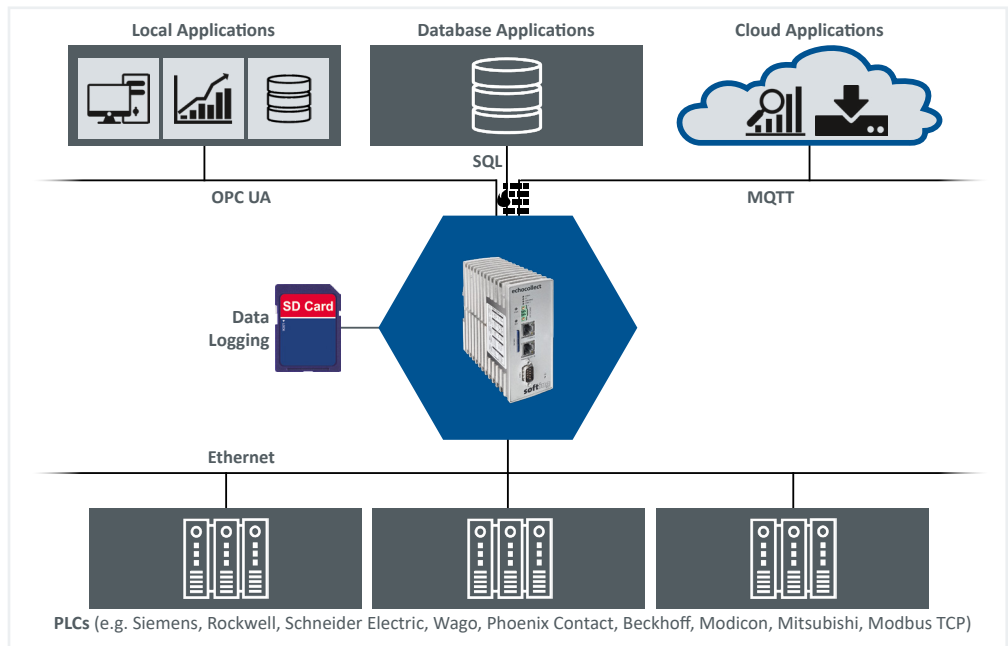 Local Applications
Database Applications
Cloud Applications
SQL
OPC UA
MQTT
echocollect
SD Card
Data
Logging
softing
Ethernet
PLCs (e.g. Siemens, Rockwell, Schneider Electric, Wago, Phoenix Contact, Beckhoff, Modicon, Mitsubishi, Modbus TCP)